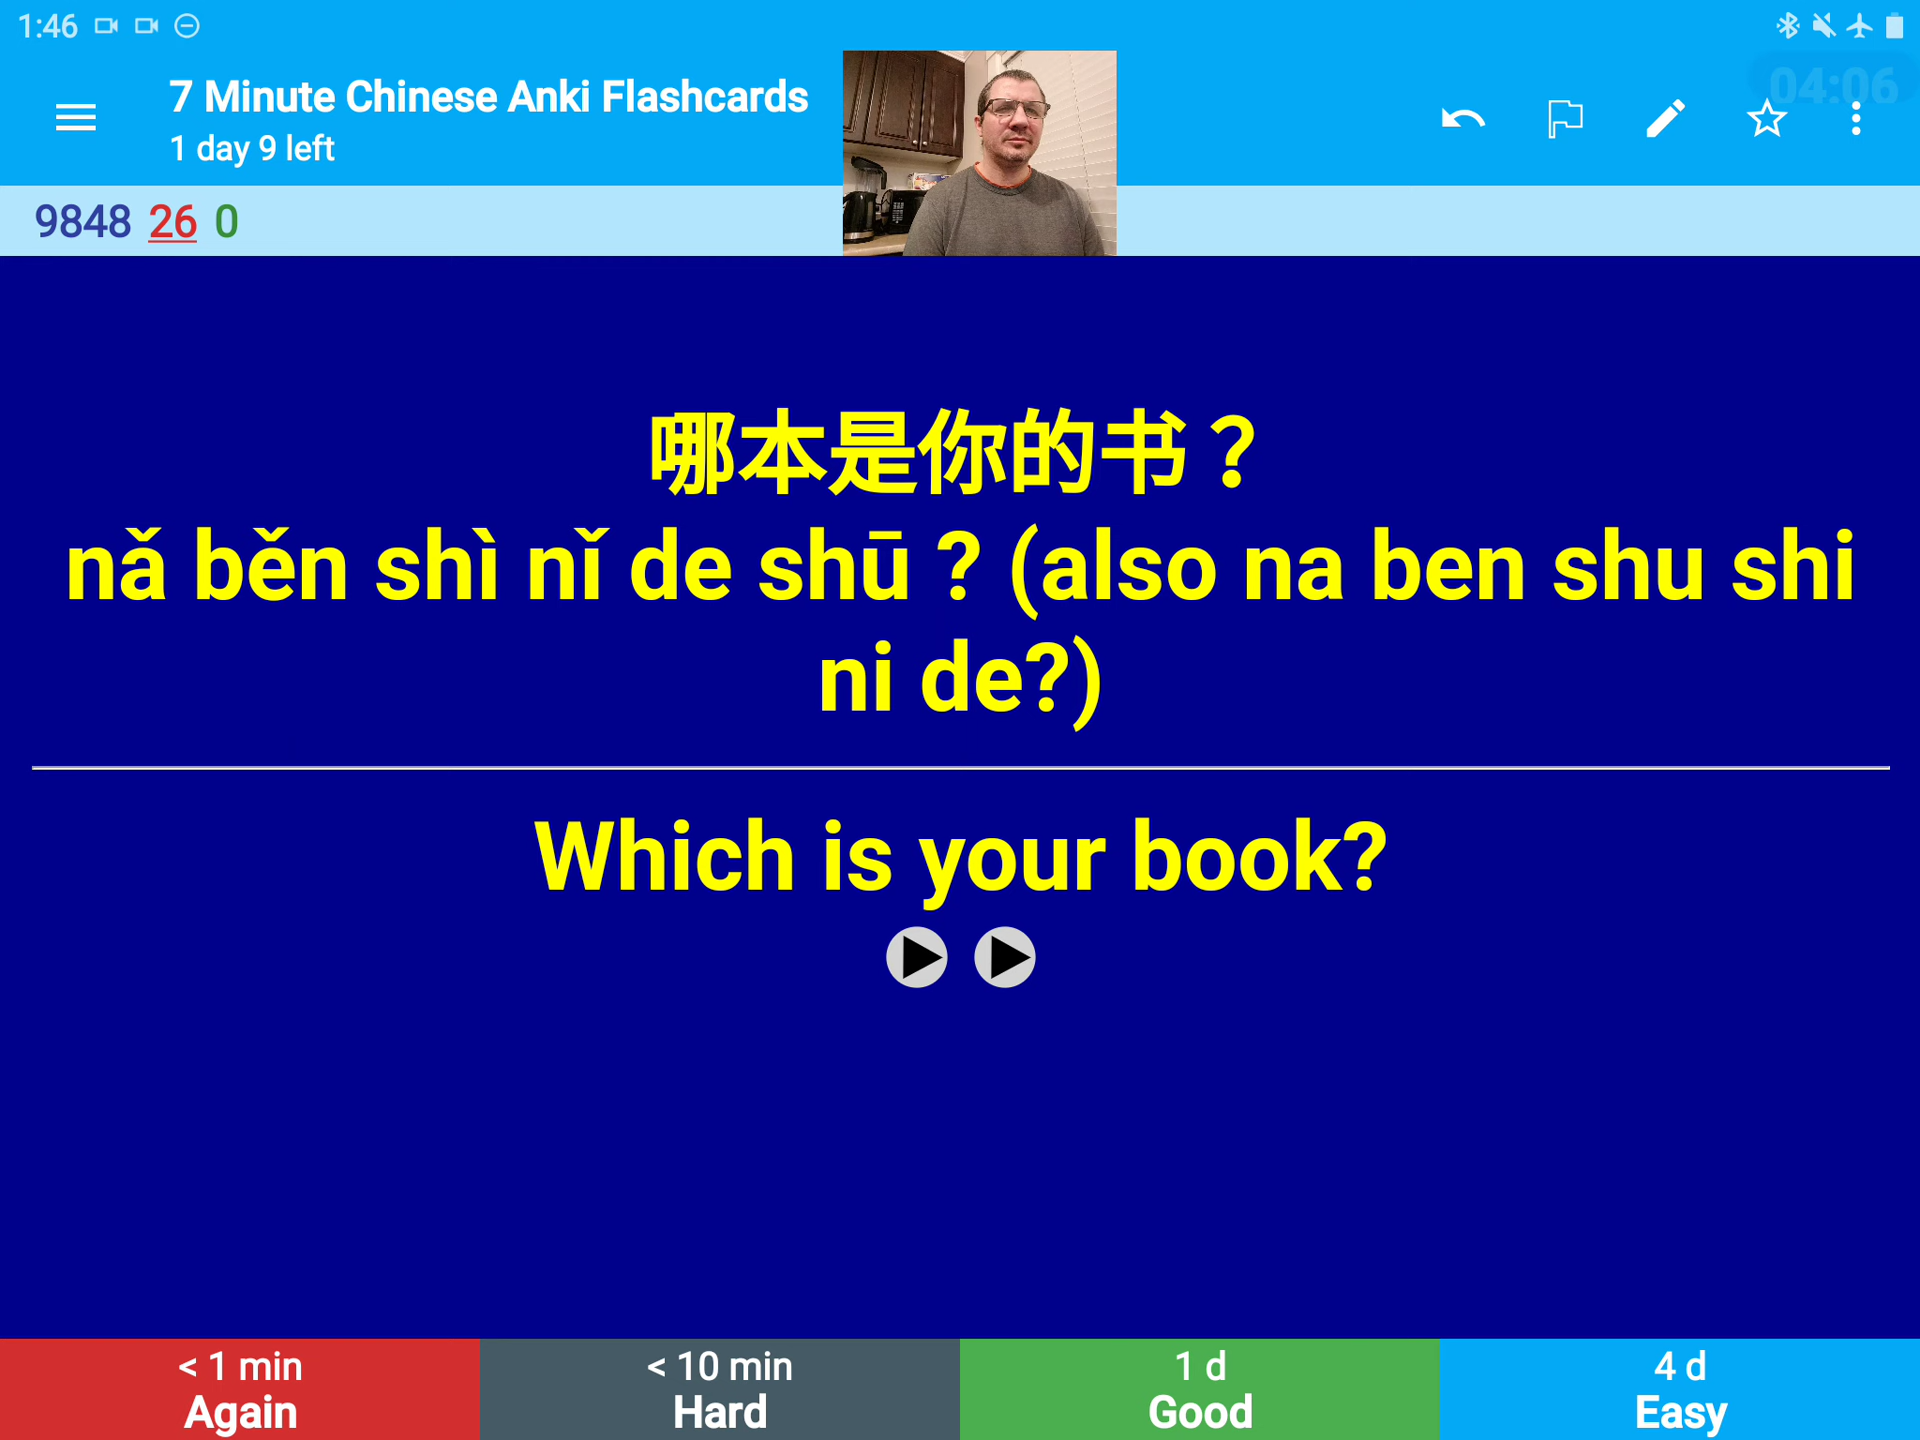 1:46
04:06
7 Minute Chinese Anki Flashcards
1 day 9 left
9848 26 0
哪本是你的书？
nǎ běn shì nǐ de shū ? (also na ben shu shi
ni de?)
Which is your book?
< 1 min
Again
< 10 min
Hard
1 d
Good
4 d
Easy